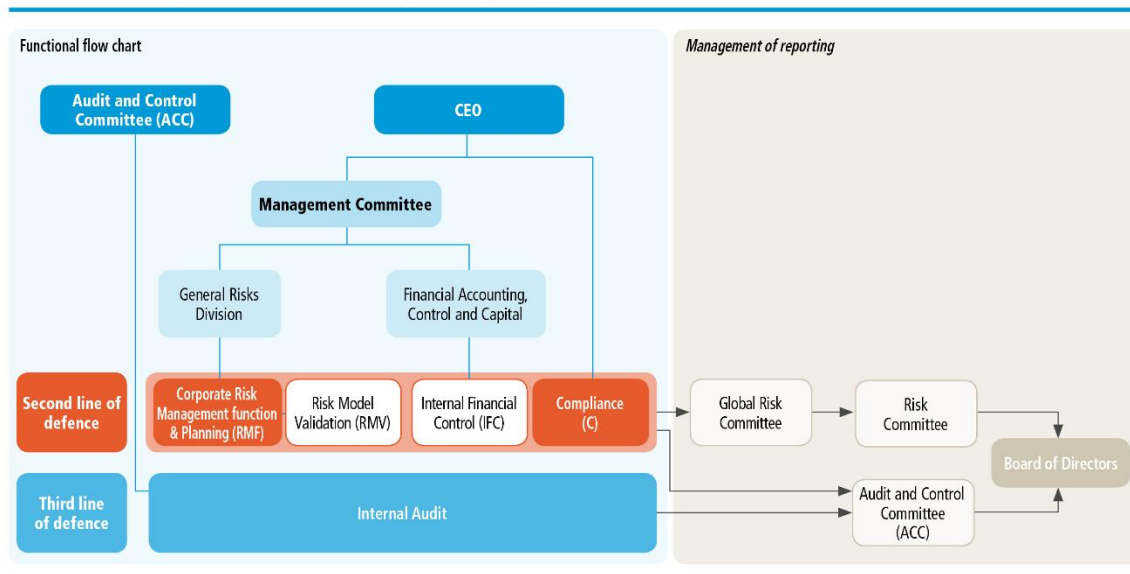 Functional flow chart
Management of reporting
Audit and Control
Committee (ACC)
CEO
Management Committee
General Risks
Division
Financial Accounting,
Control and Capital
Second line of
defence
Corporate Risk
Management function
& Planning (RMF)
Risk Model
Validation (RMV)
Internal Financial
Control (IFC)
Compliance
(C)
Global Risk
Committee
Risk
Committee
Board of Directors
Third line
of defence
Internal Audit
Audit and Control
Committee
(ACC)